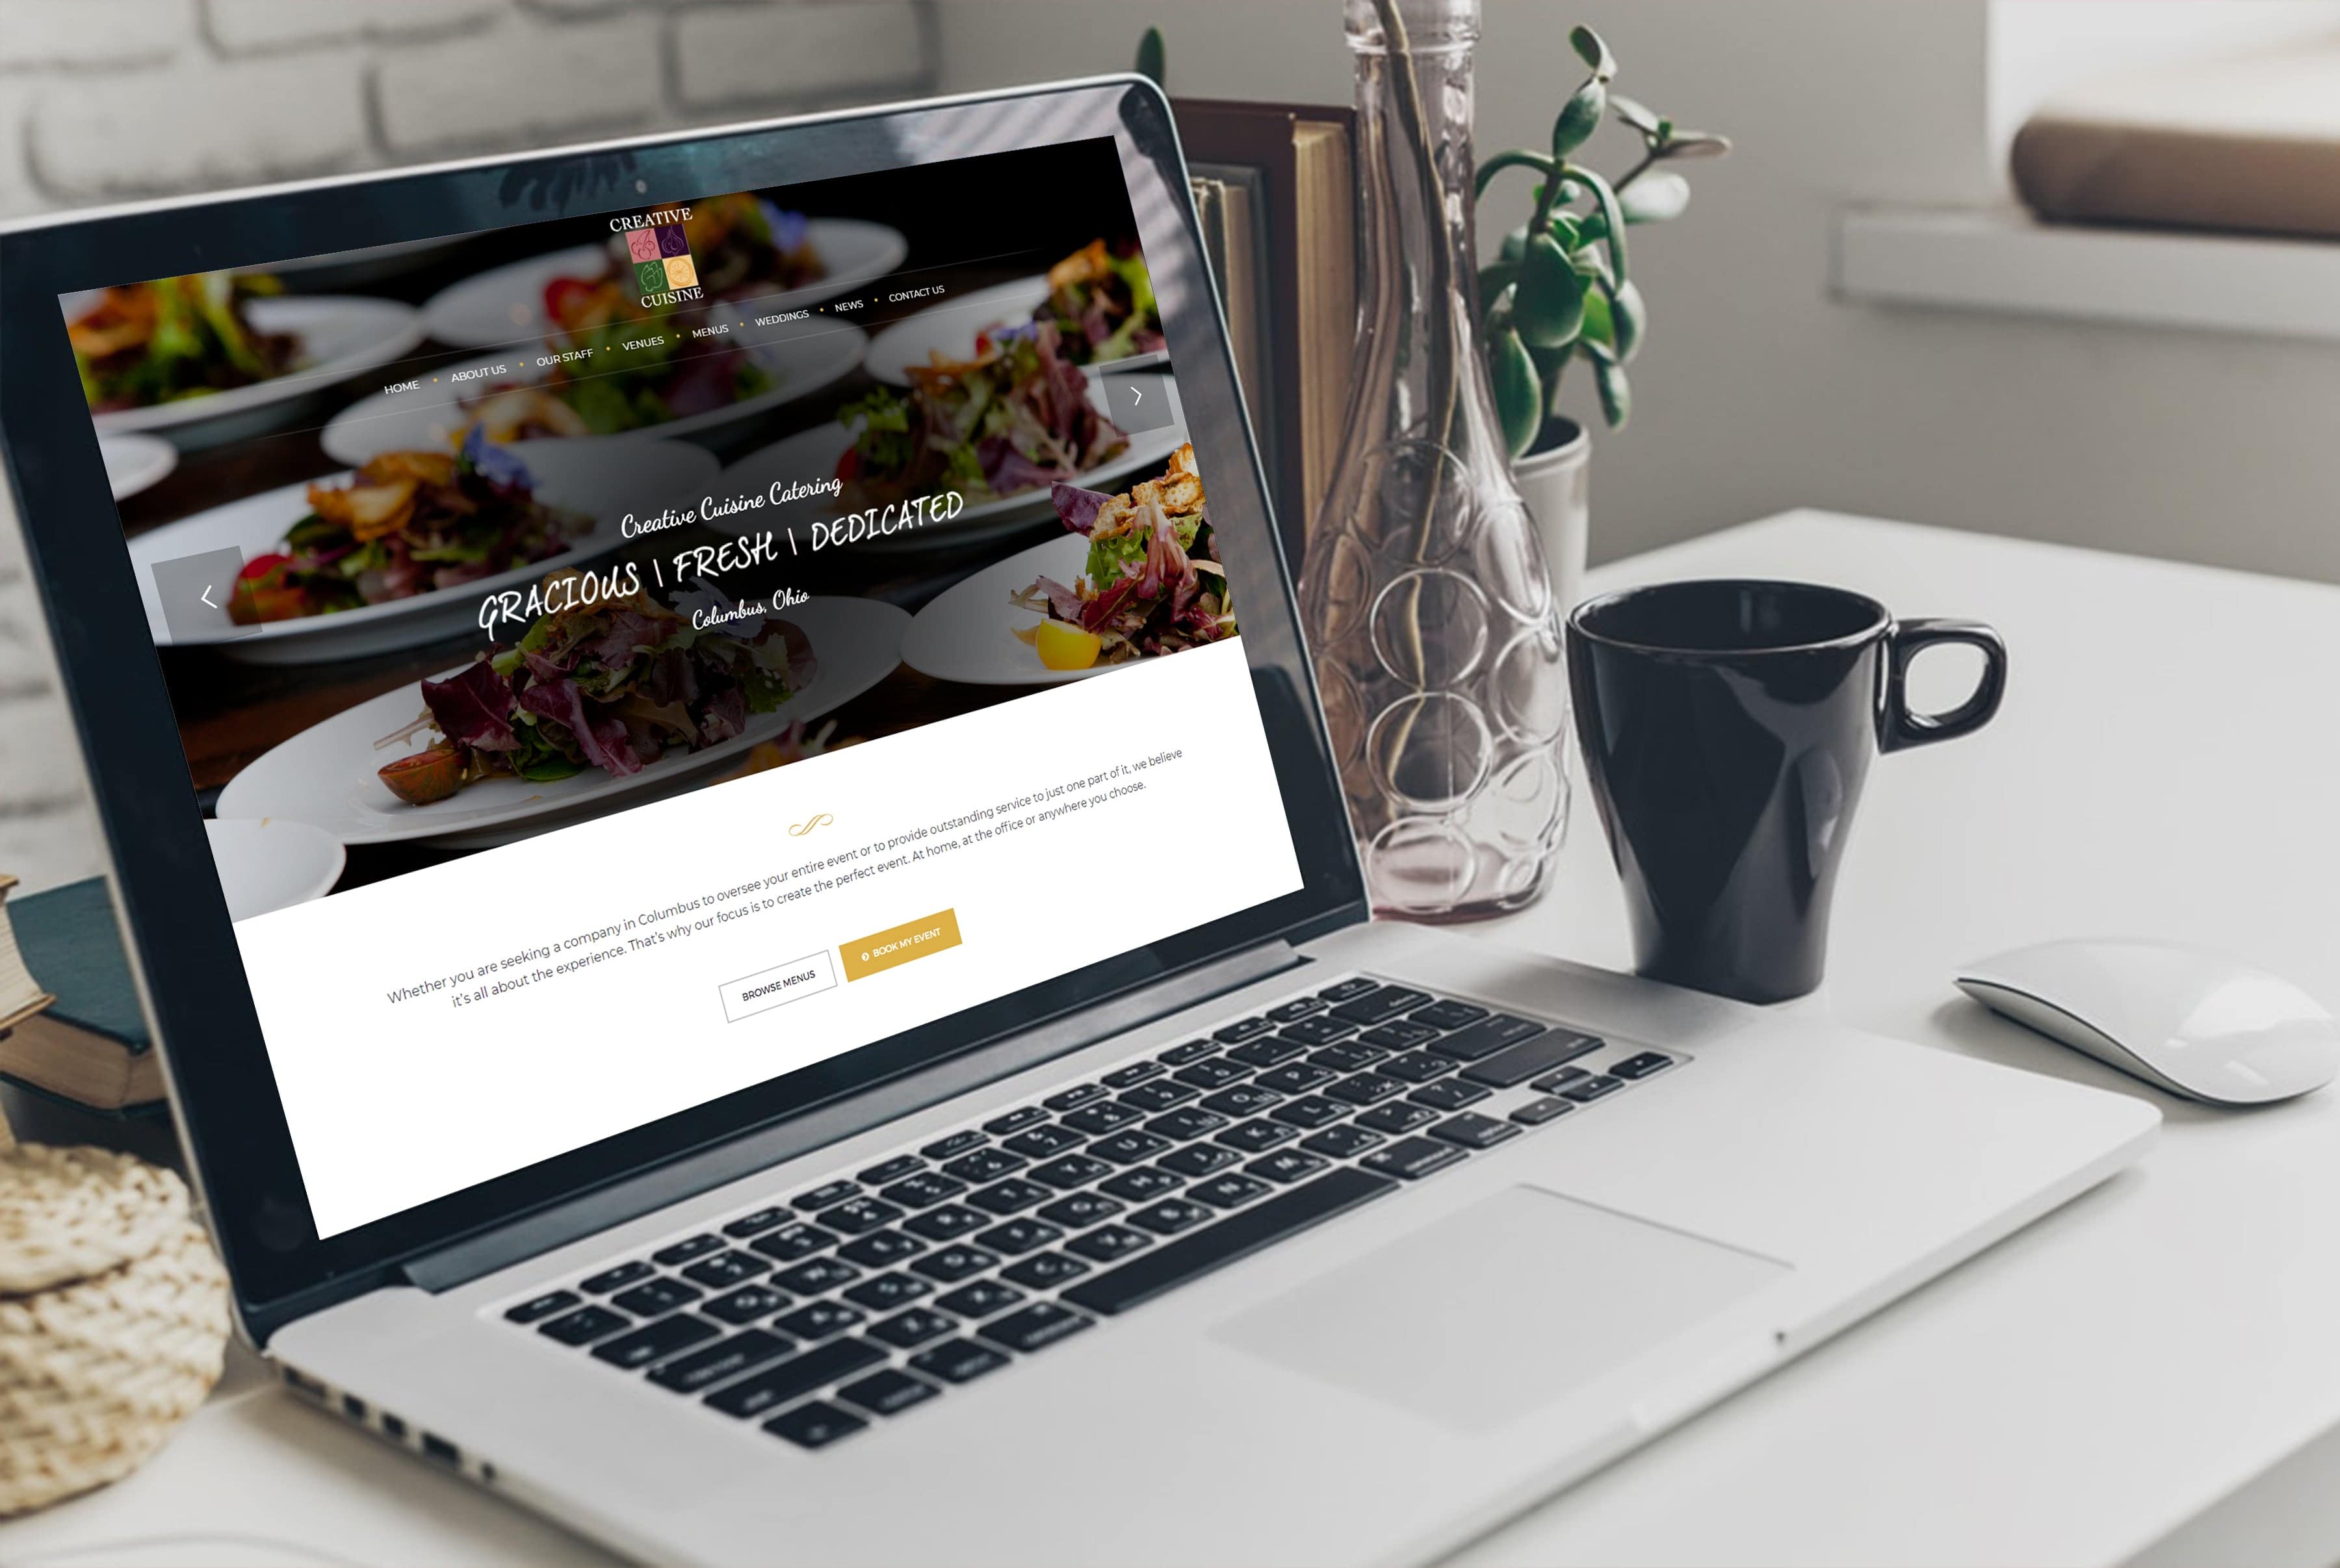 CREATIVE
CUISINE
HOME • ABOUT US • OUR STAFF • VENUES • MENUS • WEDDINGS • NEWS • CONTACT US
Creative Cuisine Catering
GRACIOUS | FRESH | DEDICATED
Columbus, Ohio
Whether you are seeking a company in Columbus to oversee your entire event or to provide outstanding service to just one part of it, we believe
it's all about the experience. That's why our focus is to create the perfect event. At home, at the office or anywhere you choose.
BROWSE MENUS
BOOK MY EVENT